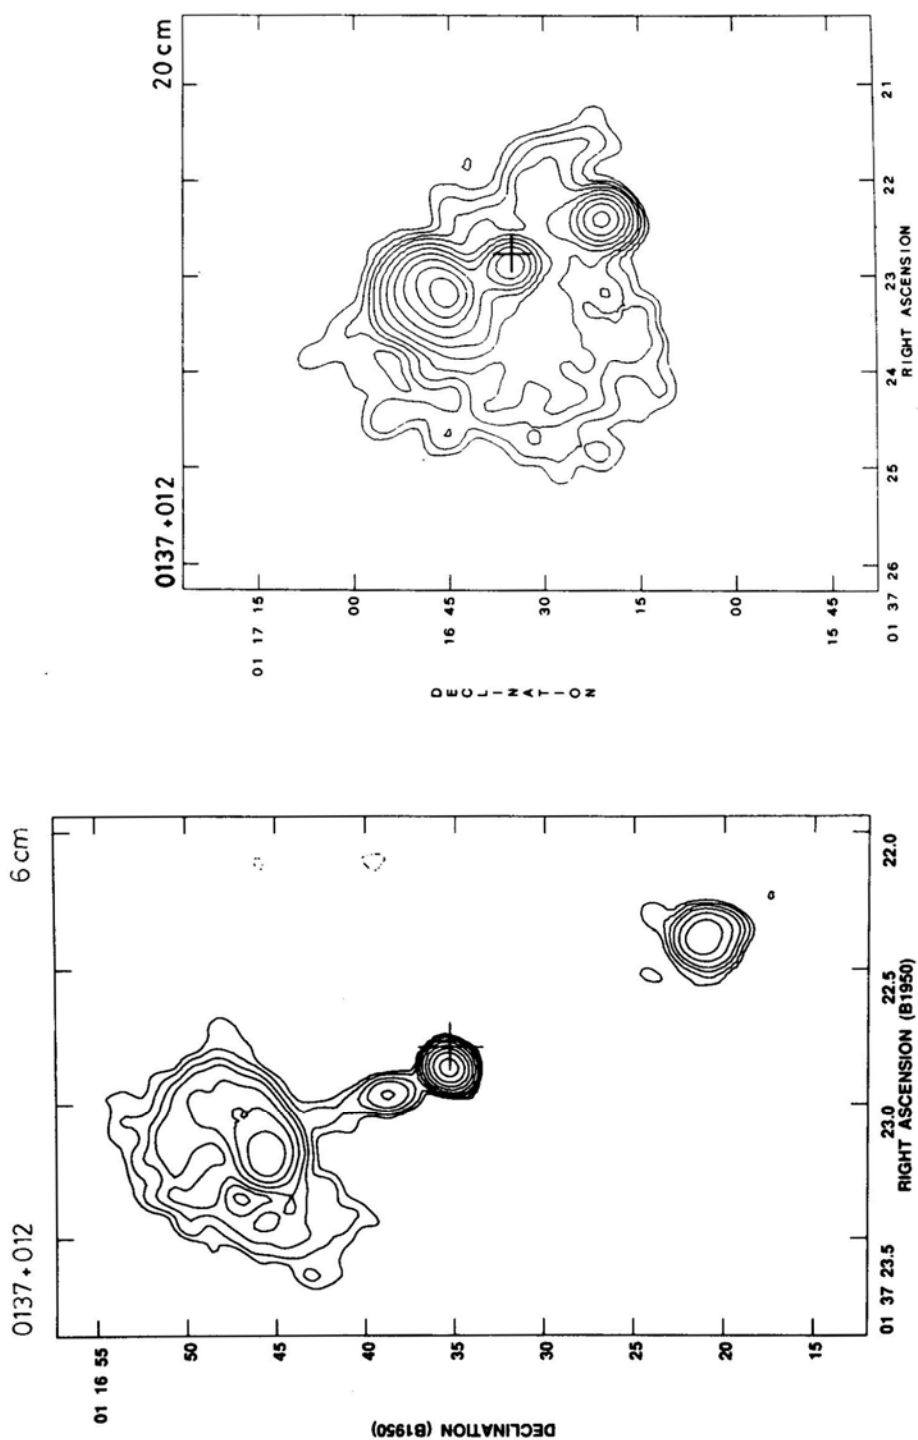 0137 + 012
6 cm
01 16 55
50
45
40
35
30
25
20
15
DECLINATION (B1950)
01 37 23.5
23.0
22.5
22.0
RIGHT ASCENSION (B1950)
0137 + 012
20 cm
01 17 15
00
01 16 45
30
15
00
01 15 45
DECLINATION
01 37 26
25
24
23
22
21
RIGHT ASCENSION